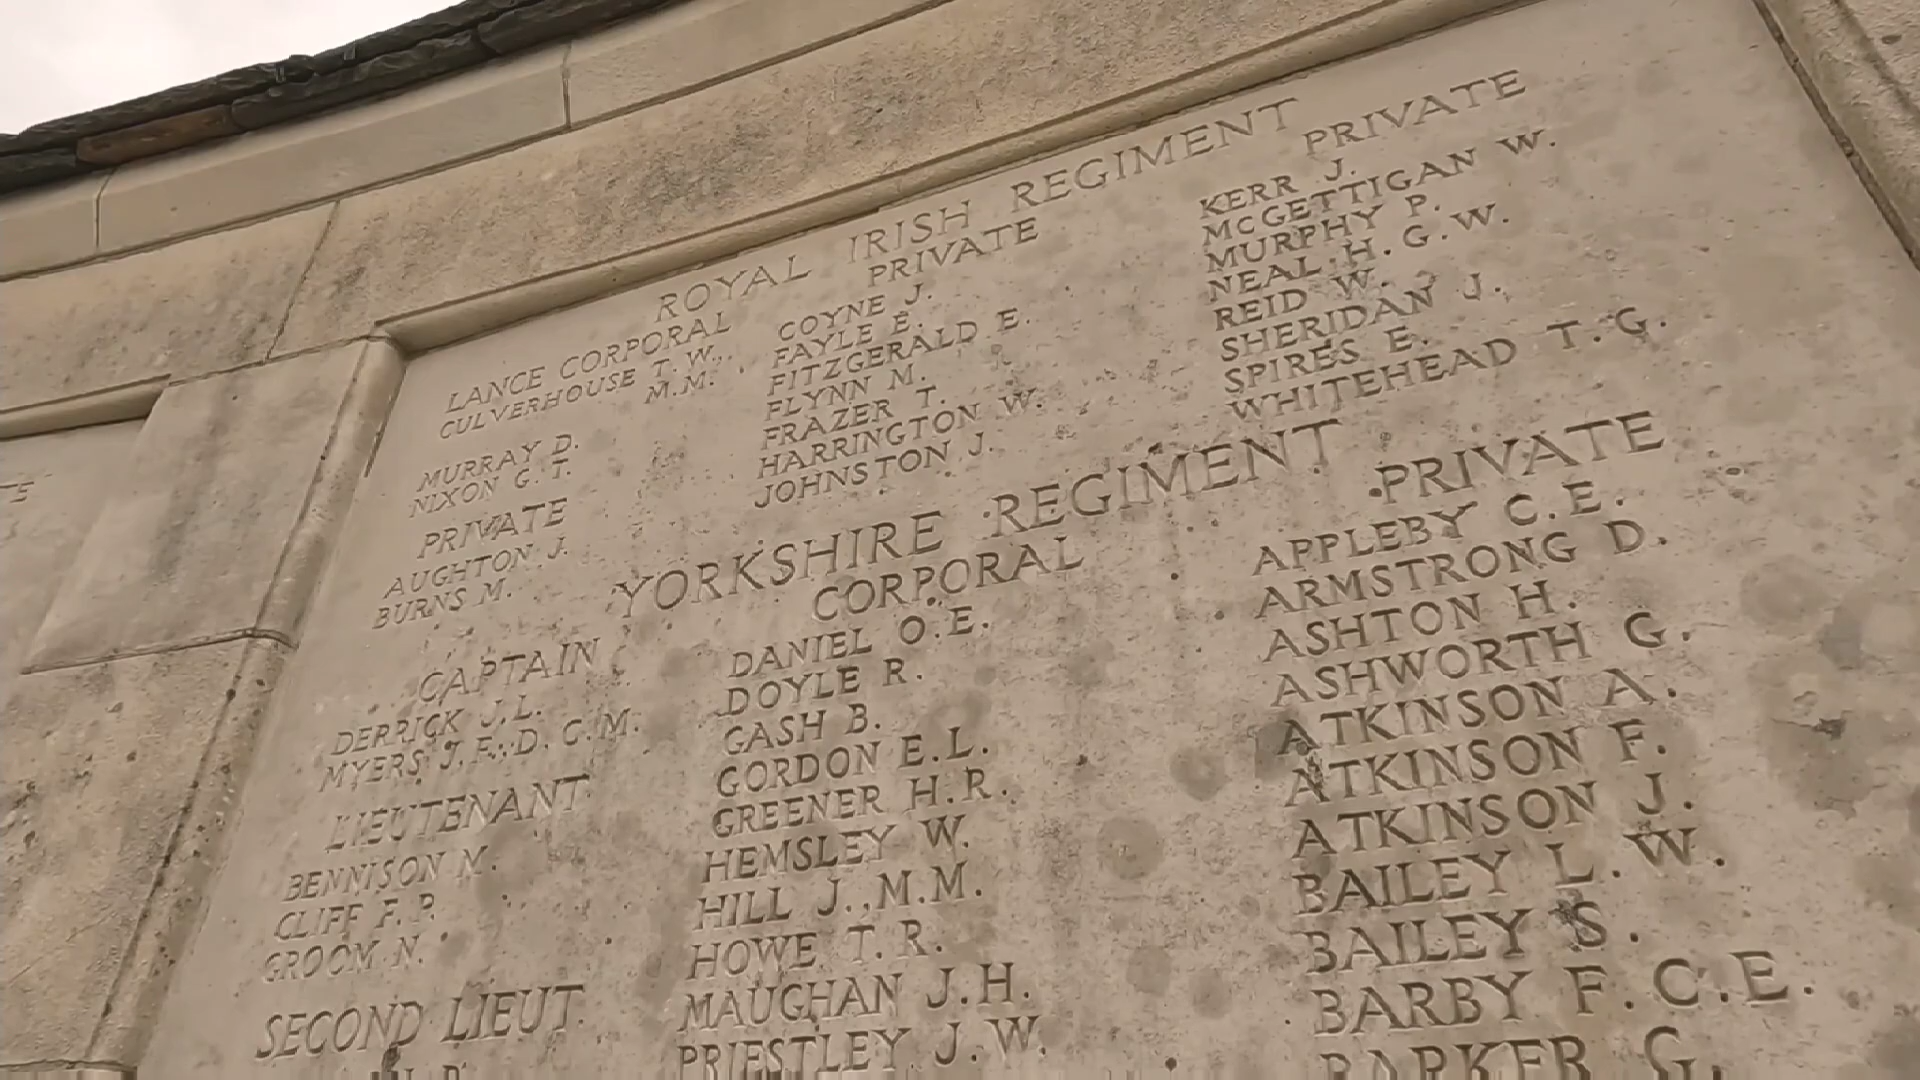 ROYAL IRISH REGIMENT
LANCE CORPORAL
CULVERHOUSE T. W.,
M.M.
MURRAY D.
NIXON G. T.
PRIVATE
AUGHTON J.
BURNS M.
PRIVATE
COYNE J.
FAYLE E.
FITZGERALD E.
FLYNN M.
FRAZER T.
HARRINGTON W.
JOHNSTON J.
PRIVATE
KERR J.
MCGETTIGAN W.
MURPHY P.
NEAL H. G. W.
REID W.
SHERIDAN J.
SPIRES E.
WHITEHEAD T. G.
YORKSHIRE REGIMENT
CAPTAIN
DERRICK J. L.
MYERS J. F., D. C. M.
LIEUTENANT
BENNISON M.
CLIFF F. P.
GROOM N.
SECOND LIEUT.
CORPORAL
DANIEL O. E.
DOYLE R.
GASH B.
GORDON E. L.
GREENER H. R.
HEMSLEY W.
HILL J., M.M.
HOWE T. R.
MAUGHAN J. H.
PRIESTLEY J. W.
PRIVATE
APPLEBY C. E.
ARMSTRONG D.
ASHTON H.
ASHWORTH G.
ATKINSON A.
ATKINSON F.
ATKINSON J.
BAILEY L. W.
BAILEY S.
BARBY F. C. E.
BARKER G.